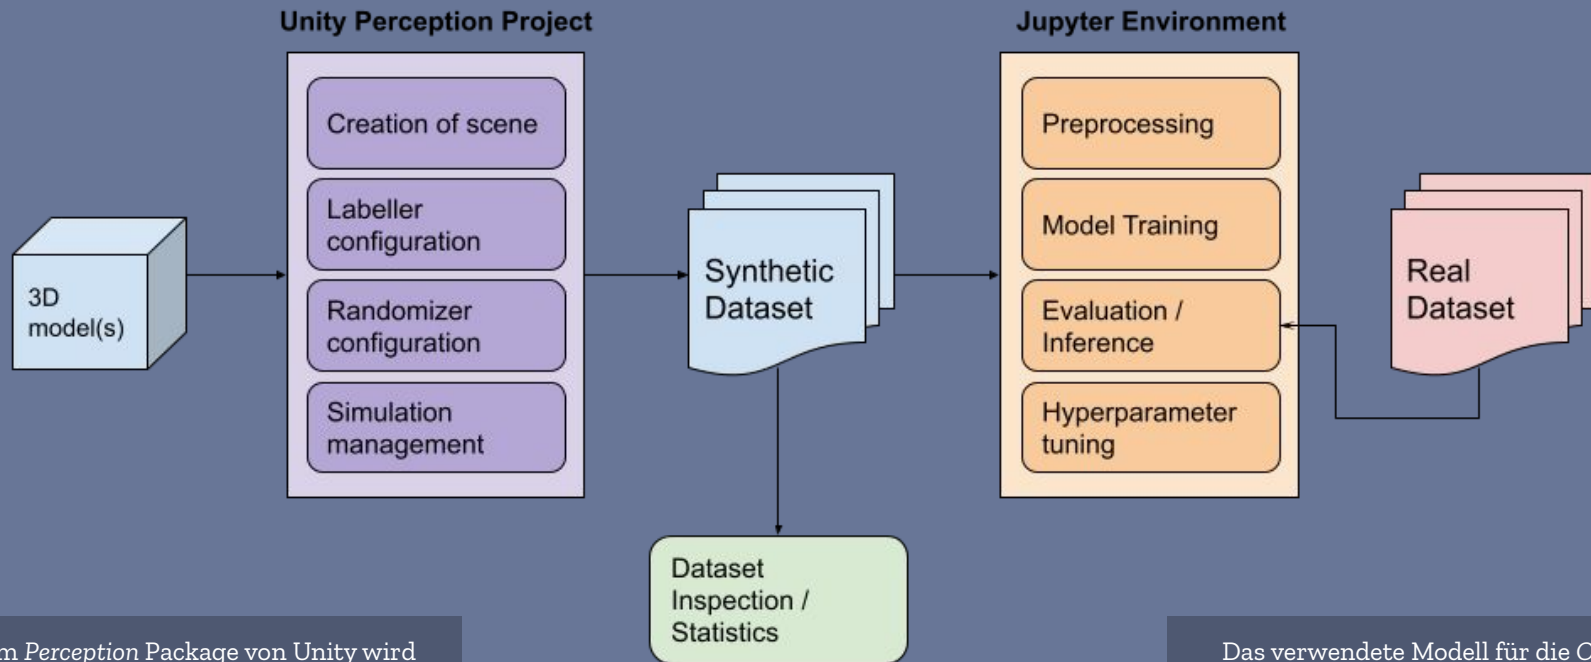 Unity Perception Project
Jupyter Environment
3D
model(s)
Creation of scene
Labeller
configuration
Randomizer
configuration
Simulation
management
Synthetic
Dataset
Dataset
Inspection /
Statistics
Preprocessing
Model Training
Evaluation /
Inference
Hyperparameter
tuning
Real
Dataset
Perception Package von Unity wird
Das verwendete Modell für die